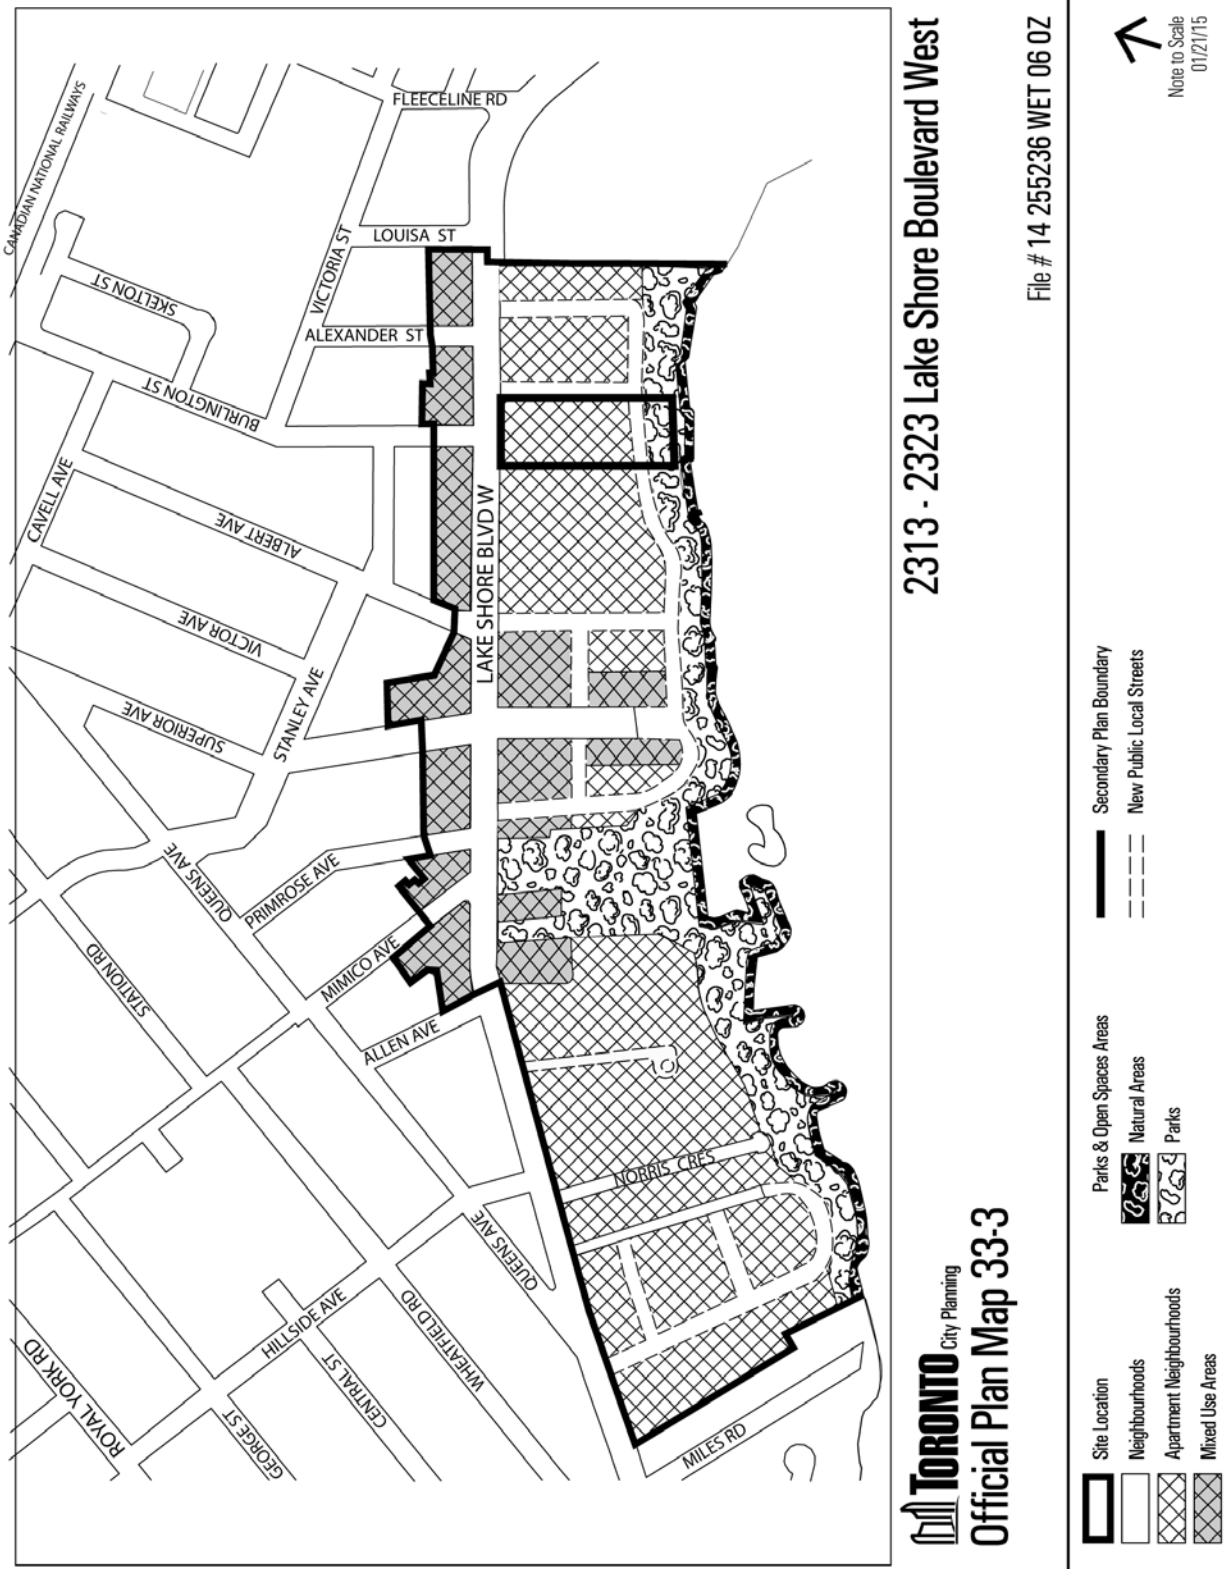 CANADIAN NATIONAL RAILWAYS
FLEECELINE RD
LOUISA ST
VICTORIA ST
SKELTON ST
ALEXANDER ST
BURLINGTON ST
CAVELL AVE
ALBERT AVE
VICTOR AVE
SUPERIOR AVE
STANLEY AVE
LAKE SHORE BLVD W
QUEENS AVE
PRIMROSE AVE
STATION RD
MIMICO AVE
ALLEN AVE
NORRIS CRES
QUEENS AVE
HILLSIDE AVE
WHEATFIELD RD
CENTRAL ST
ROYAL YORK RD
GEORGE ST
MILES RD
TORONTO City Planning
Official Plan Map 33-3
2313 - 2323 Lake Shore Boulevard West
File # 14 255236 WET 06 OZ
Site Location
Neighbourhoods
Apartment Neighbourhoods
Mixed Use Areas
Parks & Open Spaces Areas
Natural Areas
Parks
Secondary Plan Boundary
New Public Local Streets
Note to Scale
01/21/15